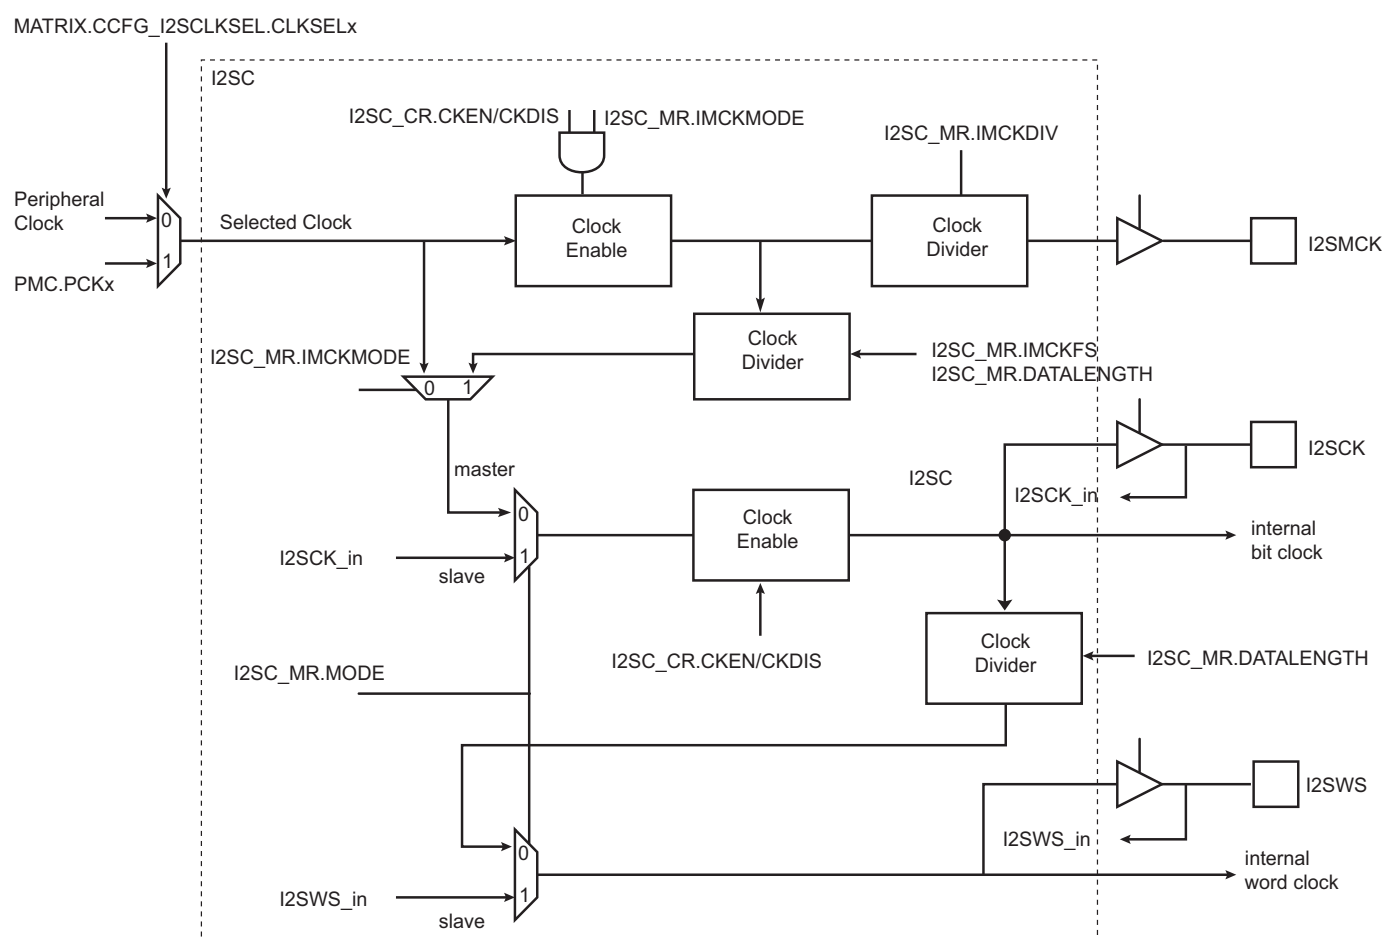 MATRIX.CCFG_I2SCLKSEL.CLKSELx
I2SC
I2SC_CR.CKEN/CKDIS
I2SC_MR.IMCKMODE
I2SC_MR.IMCKDIV
Peripheral
Clock
0
1
PMC.PCKx
Selected Clock
Clock
Enable
Clock
Divider
I2SMCK
I2SC_MR.IMCKMODE
0
1
Clock
Divider
I2SC_MR.IMCKFS
I2SC_MR.DATALENGTH
master
I2SC
I2SCK
I2SCK_in
0
1
Clock
Enable
internal
bit clock
I2SCK_in
slave
I2SC_CR.CKEN/CKDIS
Clock
Divider
I2SC_MR.DATALENGTH
I2SC_MR.MODE
I2SWS
I2SWS_in
0
1
internal
word clock
I2SWS_in
slave